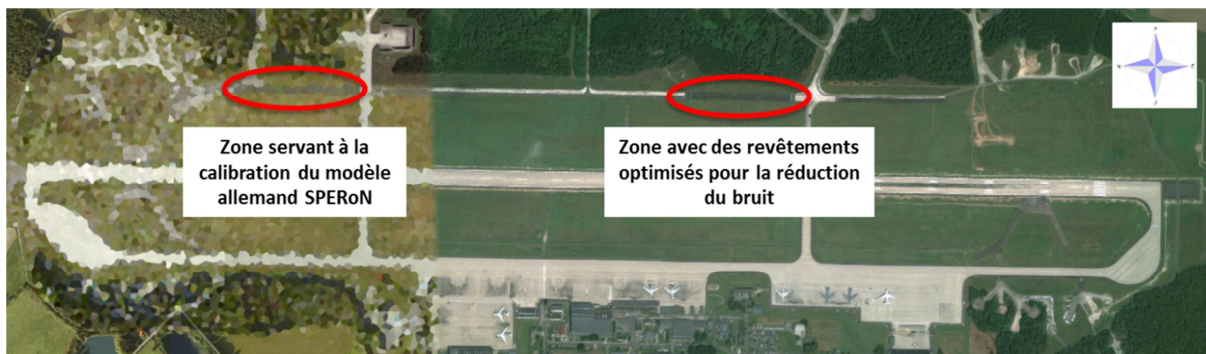 Zone servant à la
calibration du modèle
allemand SPERoN
Zone avec des revêtements
optimisés pour la réduction
du bruit